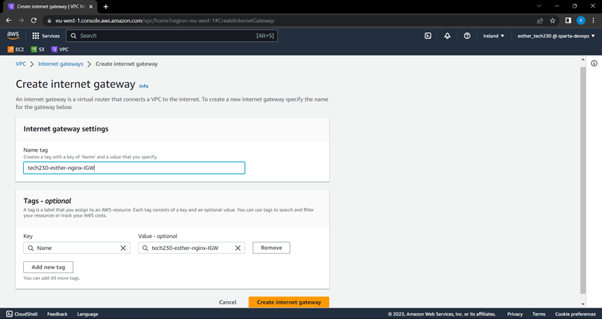 Create internet gateway | VPC M
eu-west-1.console.aws.amazon.com/vpc/home?region=eu-west-1#CreateInternetGateway:
aws
Services
Search
[Alt+S]
Ireland
esther_tech230 @ sparta-devops
EC2
S3
VPC
VPC > Internet gateways > Create internet gateway
Create internet gateway Info
An internet gateway is a virtual router that connects a VPC to the internet. To create a new internet gateway specify the name
for the gateway below.
Internet gateway settings
Name tag
Creates a tag with a key of 'Name' and a value that you specify.
tech230-esther-nginx-IGW
Tags - optional
A tag is a label that you assign to an AWS resource. Each tag consists of a key and an optional value. You can use tags to search and filter
your resources or track your AWS costs.
Key
Value - optional
Name
tech230-esther-nginx-IGW
Remove
Add new tag
You can add 49 more tags.
Cancel
Create internet gateway
CloudShell
Feedback
Language
© 2023, Amazon Web Services, Inc. or its affiliates.
Privacy
Terms
Cookie preferences